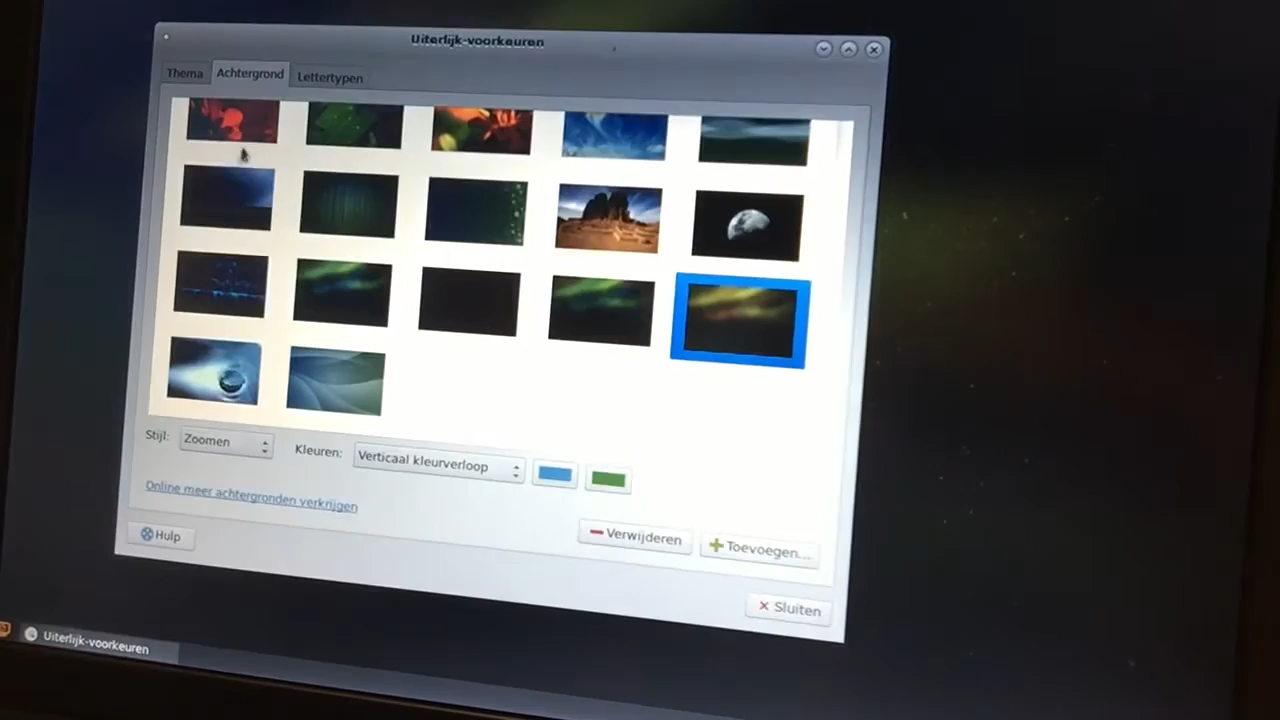 Uiterlijk-voorkeuren
Thema Achtergrond Lettertypen
Stijl: Zoomen Kleuren: Verticaal kleurverloop
Online meer achtergronden verkrijgen
Verwijderen Toevoegen...
Hulp
Sluiten
Uiterlijk-voorkeuren